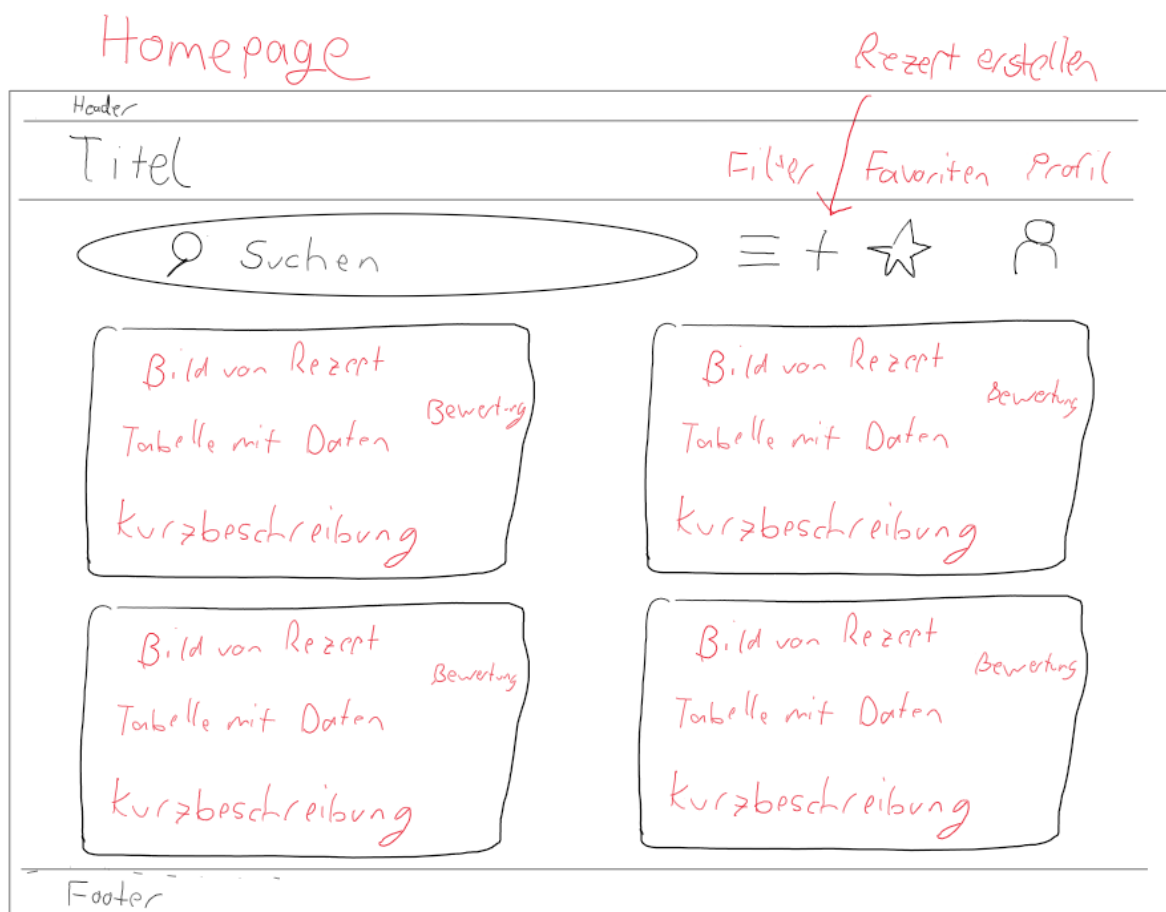 Homepage
Rezept erstellen
Header
Titel
Filter Favoriten Profil
Suchen
Bild von Rezept
Bewertung
Tabelle mit Daten
Kurzbeschreibung
Bild von Rezept
Bewertung
Tabelle mit Daten
Kurzbeschreibung
Bild von Rezept
Bewertung
Tabelle mit Daten
Kurzbeschreibung
Bild von Rezept
Bewertung
Tabelle mit Daten
Kurzbeschreibung
Footer